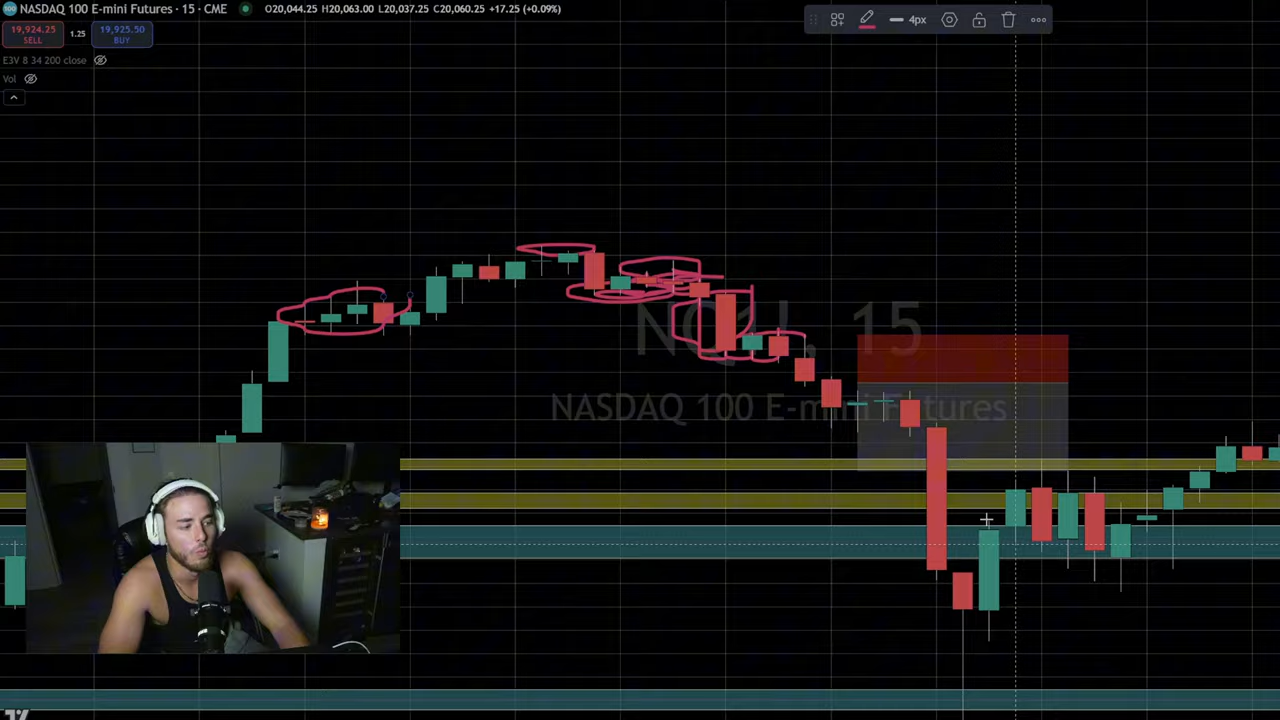 NASDAQ 100 E-mini Futures · 15 · CME O20,044.25 H20,063.00 L20,037.25 C20,060.25 +17.25 (+0.09%)
19,924.25 1.25 19,925.50
SELL BUY
E3V 8 34 200 close
Vol
4px
NQ1!, 15
NASDAQ 100 E-mini Futures